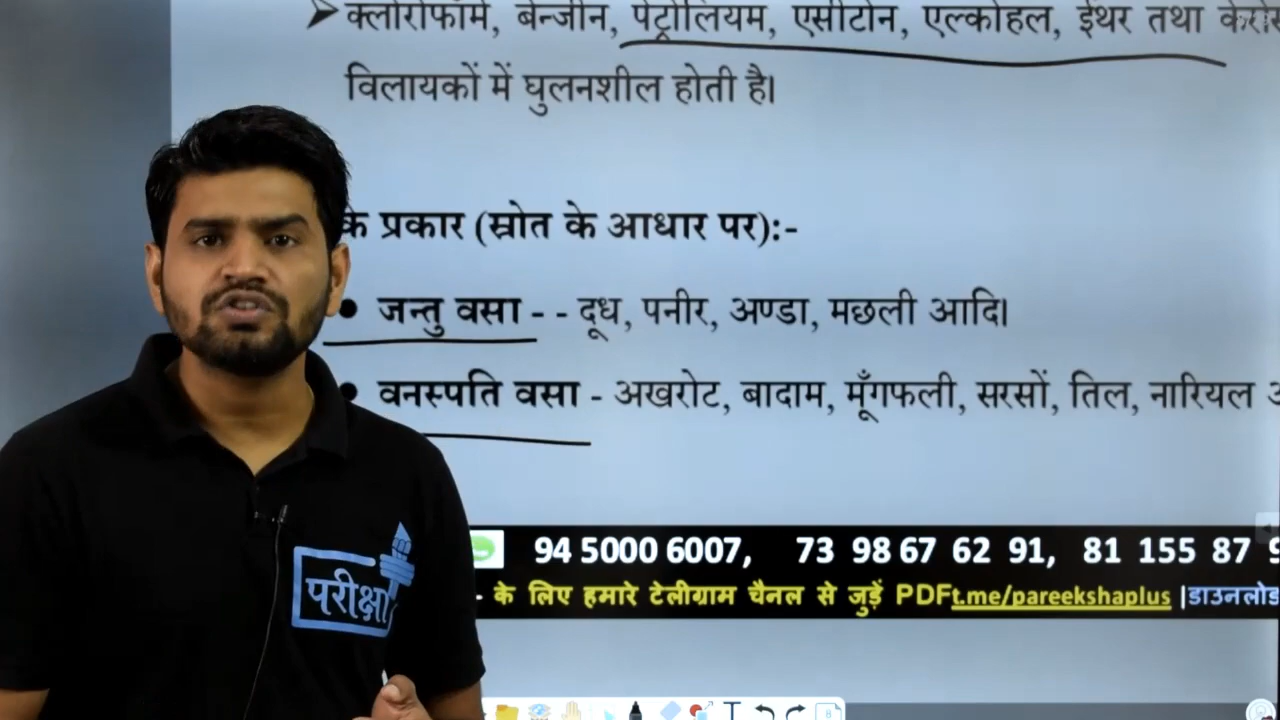 ➤क्लोरोफॉर्म, बेन्जीन, पेट्रोलियम, एसीटोन, एल्कोहल, ईथर तथा
विलायकों में घुलनशील होती है।
के प्रकार (स्रोत के आधार पर):-
• जन्तु वसा - - दूध, पनीर, अण्डा, मछली आदि।
• वनस्पति वसा - अखरोट, बादाम, मूँगफली, सरसों, तिल, नारियल
94 5000 6007, 73 98 67 62 91, 81 155 87
- के लिए हमारे टेलीग्राम चैनल से जुड़ें PDFt.me/pareekshaplus |डाउनलोड
परीक्षा